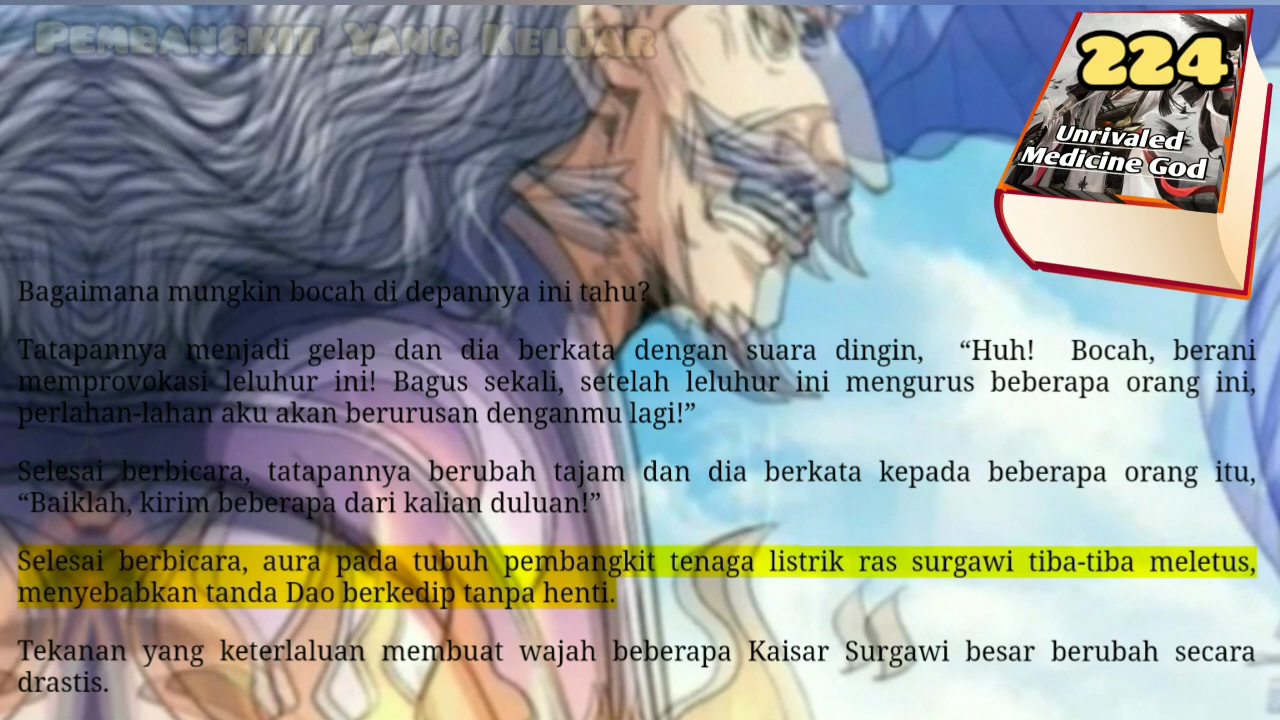 Pembangkit Yang Keluar
224
Unrivaled
Medicine God
Bagaimana mungkin bocah di depannya ini tahu?
Tatapannya menjadi gelap dan dia berkata dengan suara dingin, “Huh! Bocah, berani
memprovokasi leluhur ini! Bagus sekali, setelah leluhur ini mengurus beberapa orang ini,
perlahan-lahan aku akan berurusan denganmu lagi!”
Selesai berbicara, tatapannya berubah tajam dan dia berkata kepada beberapa orang itu,
“Baiklah, kirim beberapa dari kalian duluan!”
Selesai berbicara, aura pada tubuh pembangkit tenaga listrik ras surgawi tiba-tiba meletus,
menyebabkan tanda Dao berkedip tanpa henti.
Tekanan yang keterlaluan membuat wajah beberapa Kaisar Surgawi besar berubah secara
drastis.